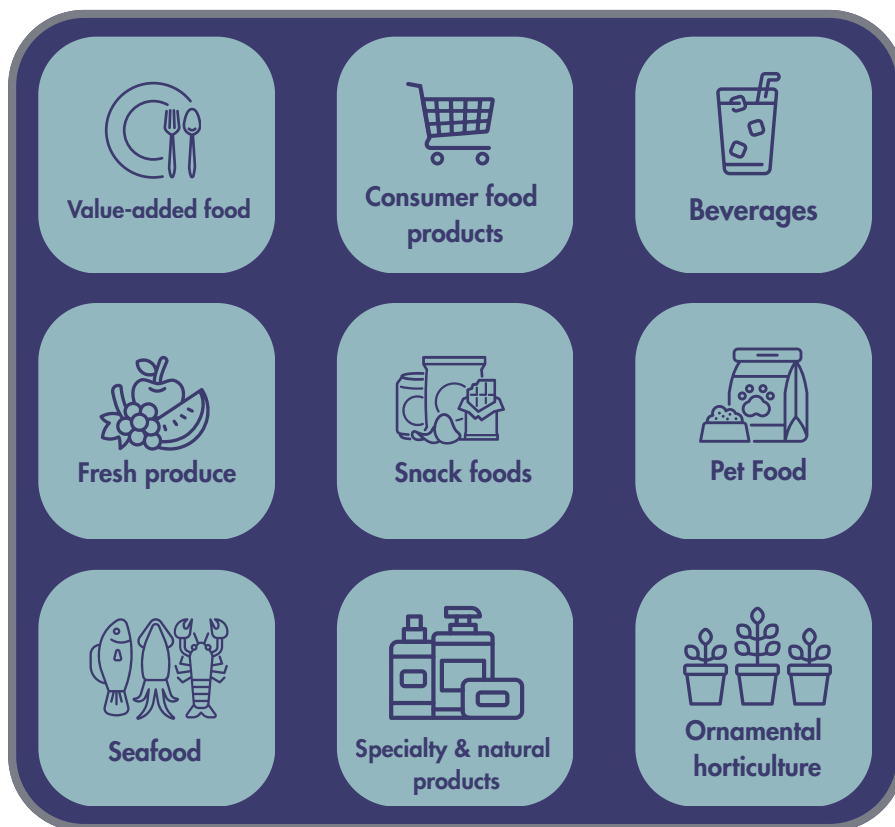 Value-added food
Consumer food
products
Beverages
Fresh produce
Snack foods
Pet Food
Seafood
Specialty & natural
products
Ornamental
horticulture